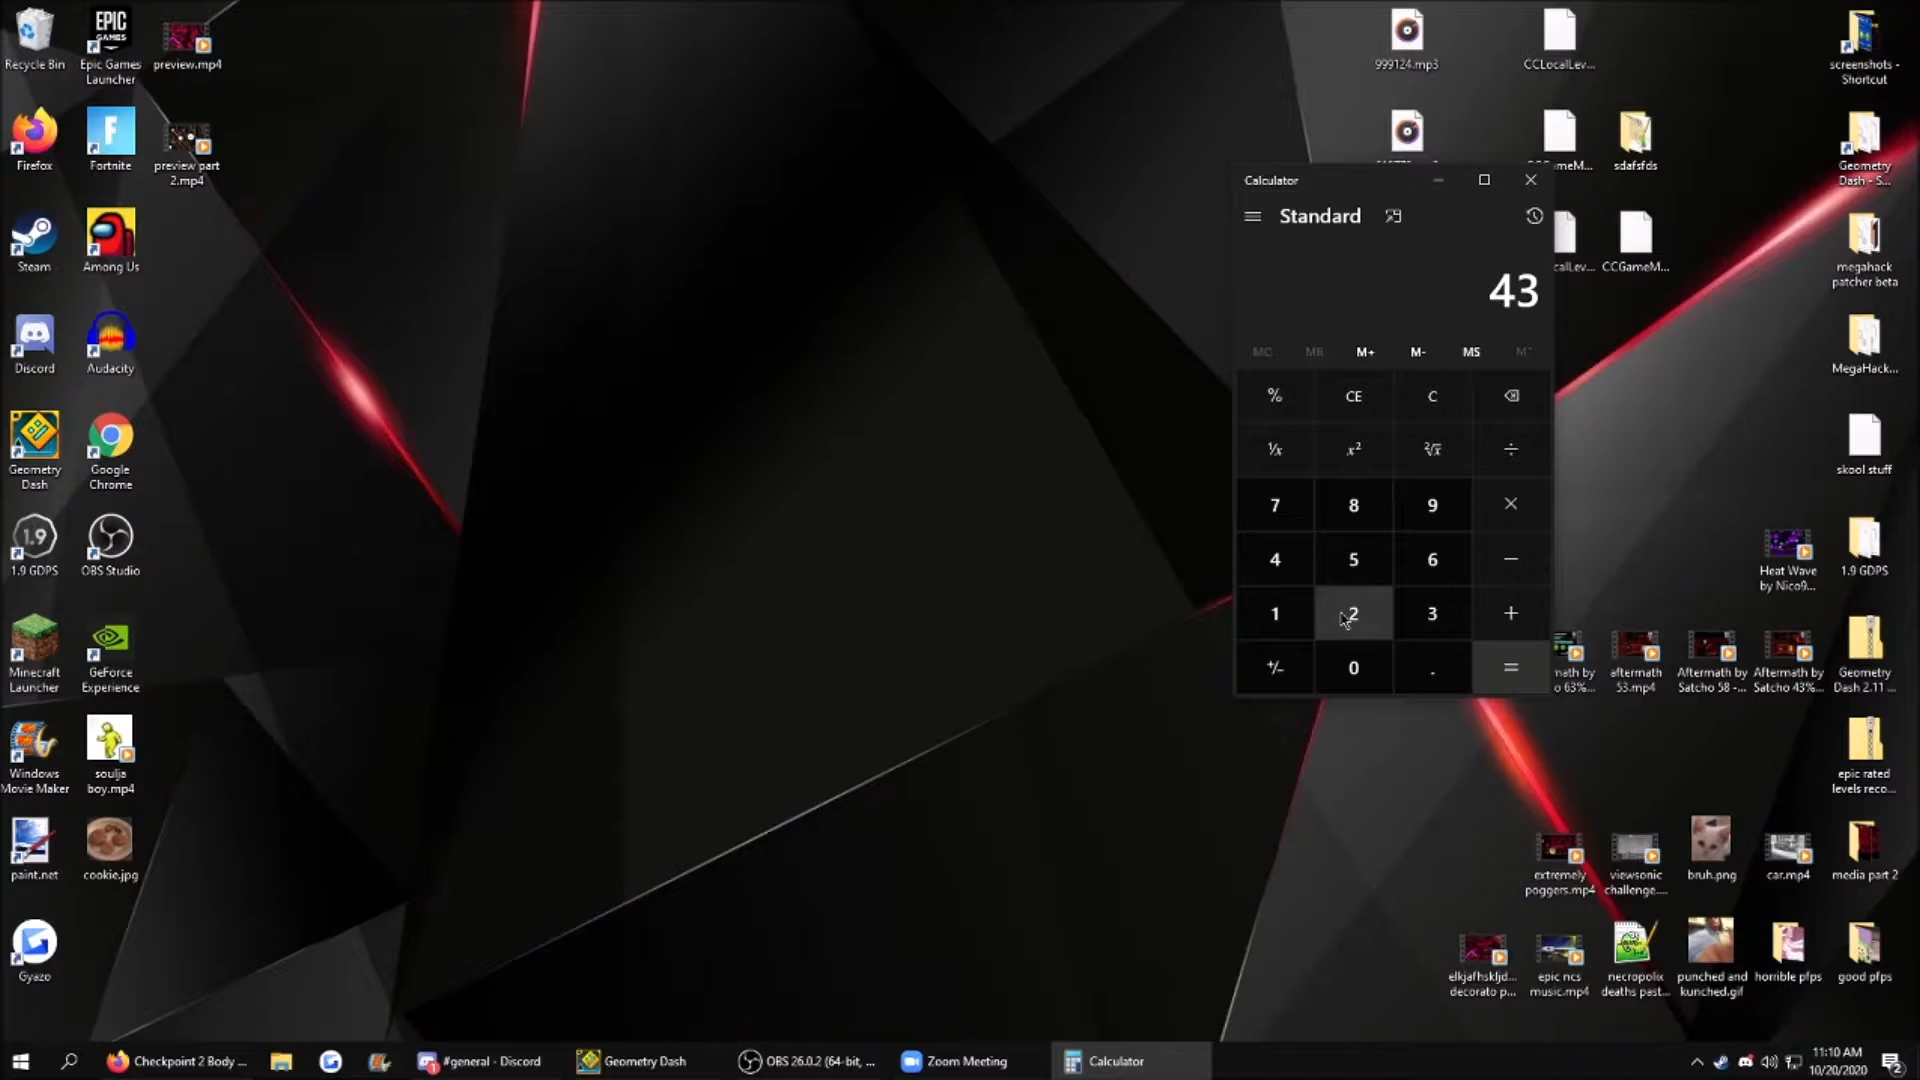 Recycle Bin
EPIC GAMES
Epic Games Launcher
preview.mp4
Firefox
F
Fortnite
preview part 2.mp4
Steam
Among Us
Discord
Audacity
Geometry Dash
Google Chrome
1.9
1.9 GDPS
OBS Studio
Minecraft Launcher
GeForce Experience
Windows Movie Maker
soulja boy.mp4
paint.net
cookie.jpg
Gyazo
999124.mp3
CCLocalLev...
screenshots - Shortcut
sdafsfds
Geometry Dash - S...
Calculator
Standard
43
MC MR M+ M- MS
% CE C
⅟x x² ²√x ÷
7 8 9 ×
4 5 6 −
1 2 3 +
+/− 0 . =
calLev...
CCGameM...
megahack patcher beta
MegaHack...
skool stuff
Heat Wave by Nico9...
1.9 GDPS
math by
o 63%...
aftermath 53.mp4
Aftermath by Satcho 58 -...
Aftermath by Satcho 43%...
Geometry Dash 2.11 ...
epic rated levels reco...
extremely poggers.mp4
viewsonic challenge....
bruh.png
car.mp4
media part 2
elkjafhskljd... decorato p...
epic ncs music.mp4
necropolix deaths past...
punched and kunched.gif
horrible pfps
good pfps
Checkpoint 2 Body ...
#general - Discord
Geometry Dash
OBS 26.0.2 (64-bit, ...
Zoom Meeting
Calculator
11:10 AM
10/20/2020
2